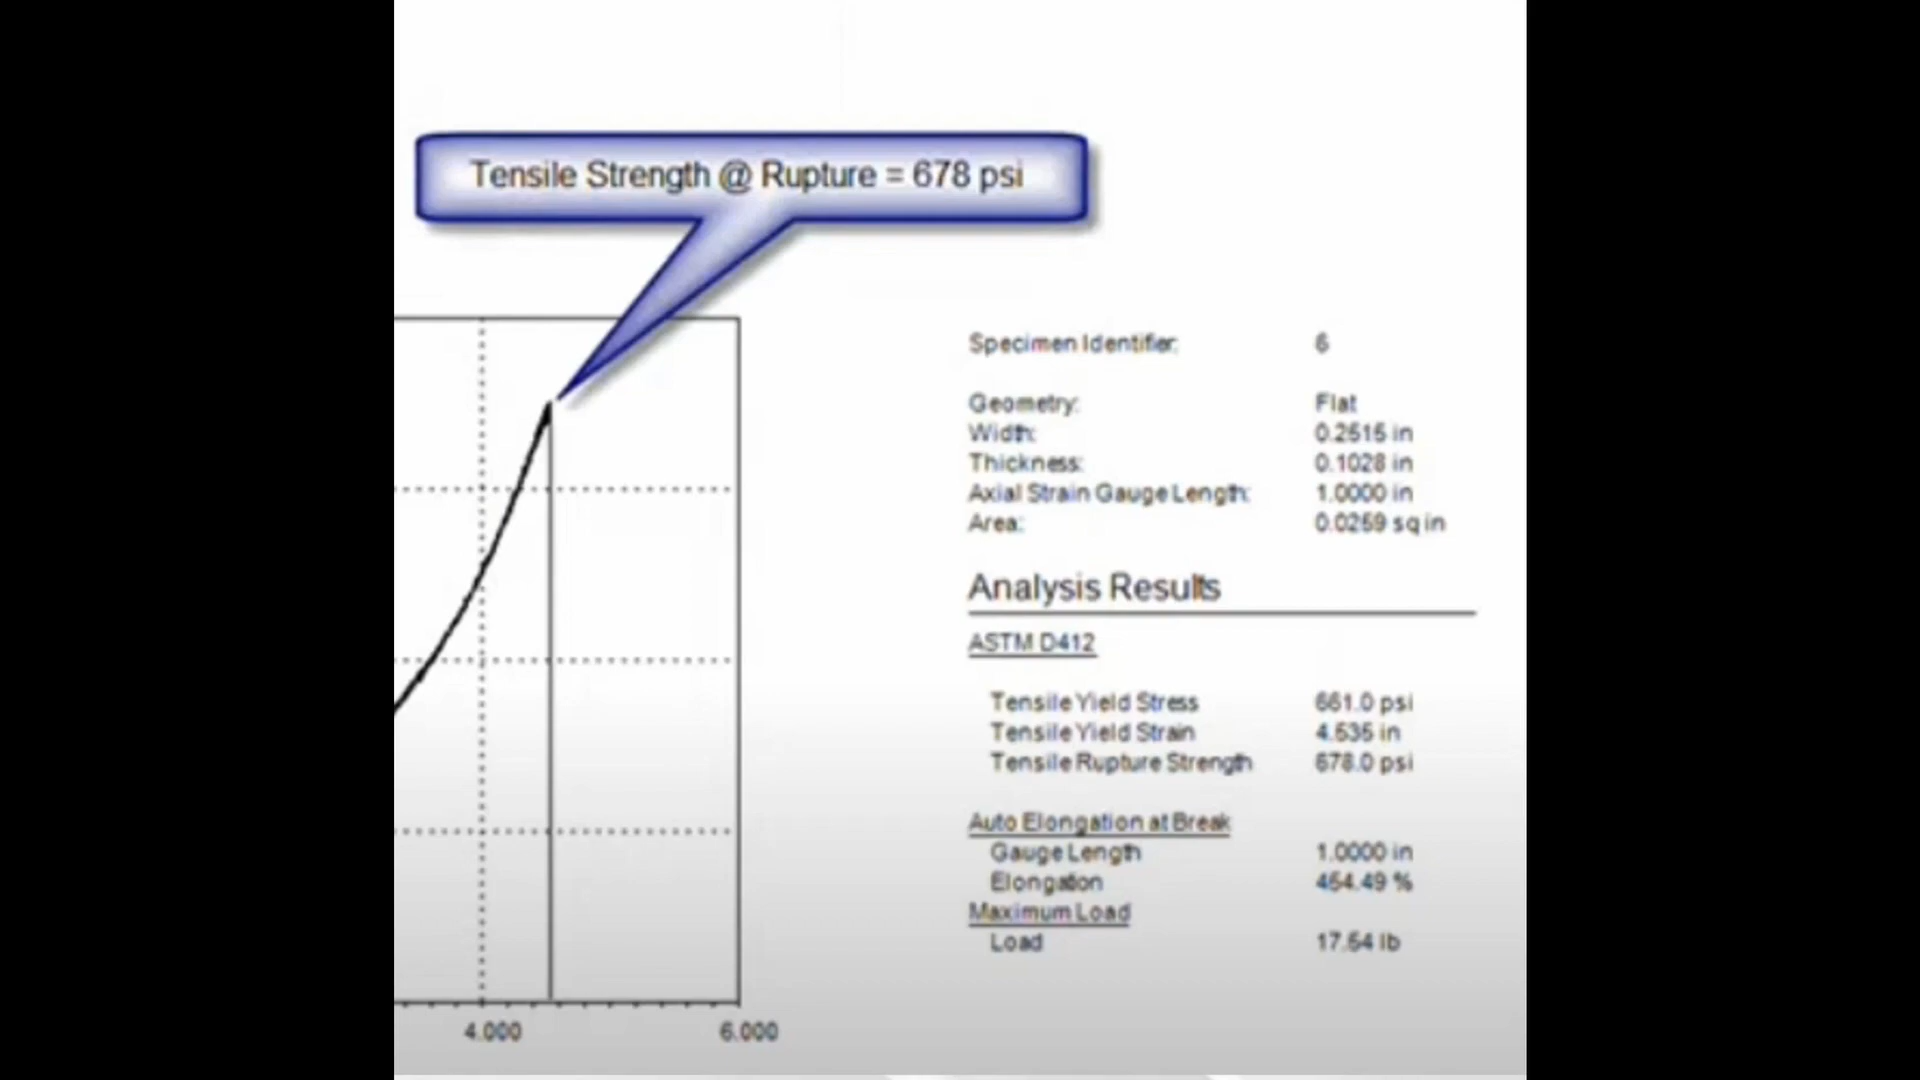 Tensile Strength @ Rupture = 678 psi
Specimen Identifier: 6
Geometry: Flat
Width: 0.2515 in
Thickness: 0.1028 in
Axial Strain Gauge Length: 1.0000 in
Area: 0.0259 sq in
Analysis Results
ASTM D412
Tensile Yield Stress 661.0 psi
Tensile Yield Strain 4.535 in
Tensile Rupture Strength 678.0 psi
Auto Elongation at Break
Gauge Length 1.0000 in
Elongation 454.49 %
Maximum Load
Load 17.54 lb
4.000 6.000